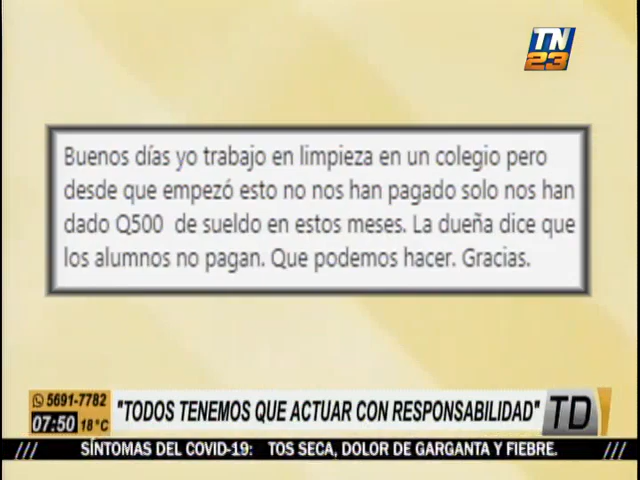 TN
23
Buenos días yo trabajo en limpieza en un colegio pero
desde que empezó esto no nos han pagado solo nos han
dado Q500 de sueldo en estos meses. La dueña dice que
los alumnos no pagan. Que podemos hacer. Gracias.
5691-7782
07:50 18°C
"TODOS TENEMOS QUE ACTUAR CON RESPONSABILIDAD"
TD
SÍNTOMAS DEL COVID-19: TOS SECA, DOLOR DE GARGANTA Y FIEBRE.